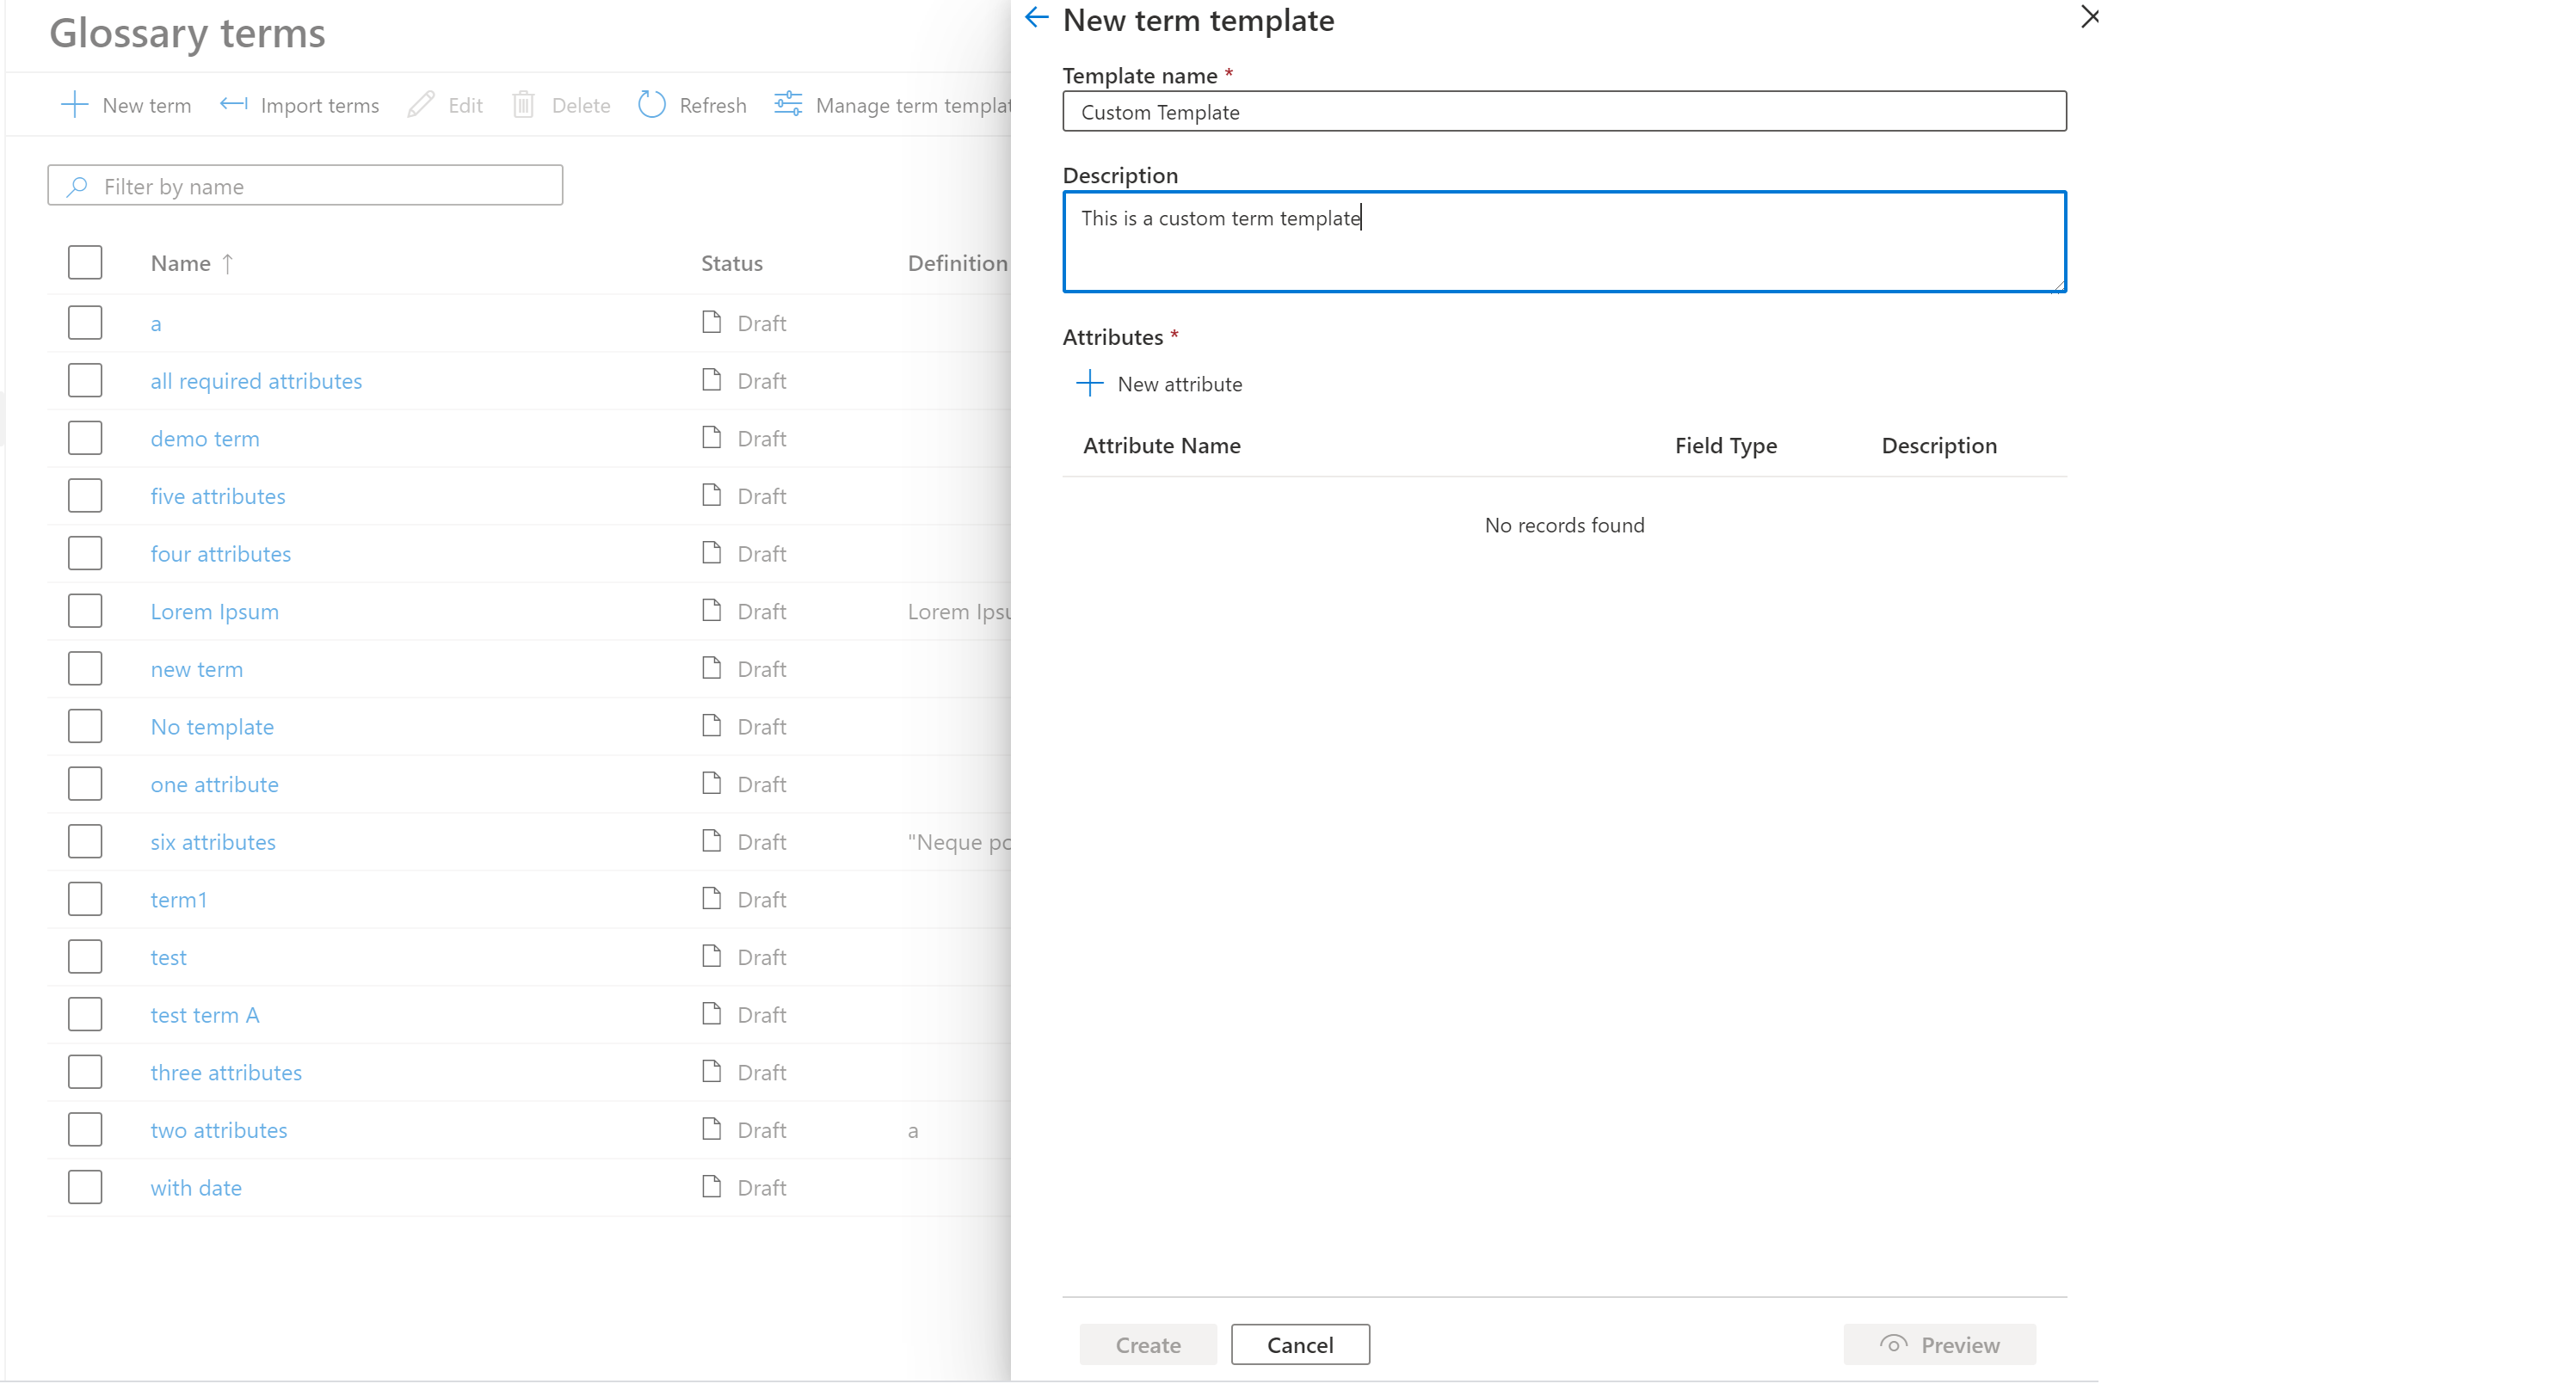 Glossary terms
New term
Import terms
Edit
Delete
Refresh
Manage term templat
Filter by name
Name ↑ Status Definition
a Draft
all required attributes Draft
demo term Draft
five attributes Draft
four attributes Draft
Lorem Ipsum Draft Lorem Ipsu
new term Draft
No template Draft
one attribute Draft
six attributes Draft "Neque po
term1 Draft
test Draft
test term A Draft
three attributes Draft
two attributes Draft a
with date Draft
New term template
Template name *
Custom Template
Description
This is a custom term template
Attributes *
New attribute
Attribute Name Field Type Description
No records found
Create Cancel Preview